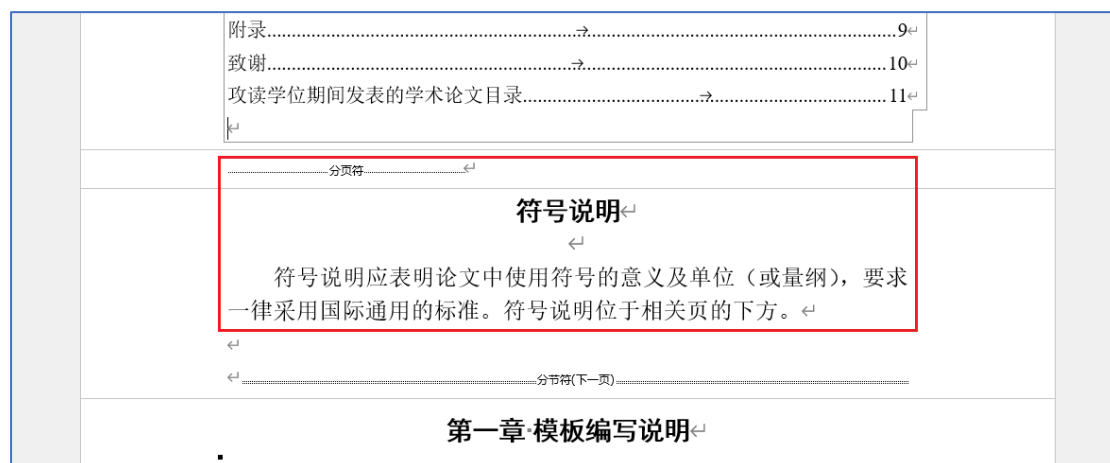 附录......→......9
致谢......→......10
攻读学位期间发表的学术论文目录......→......11
分页符
符号说明
符号说明应表明论文中使用符号的意义及单位（或量纲），要求
一律采用国际通用的标准。符号说明位于相关页的下方。
分节符(下一页)
第一章·模板编写说明